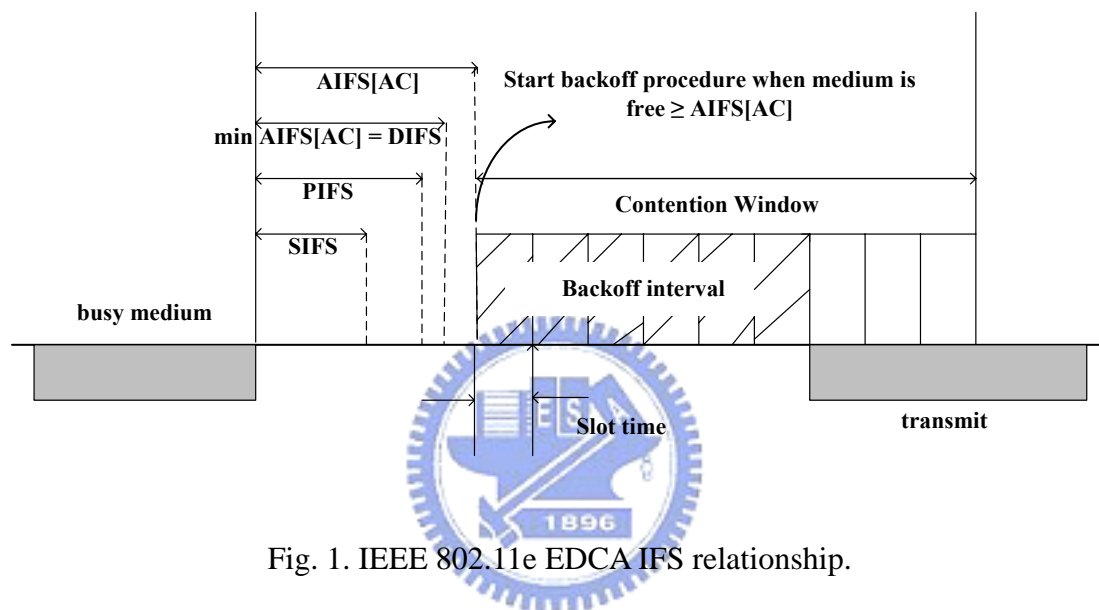 AIFS[AC]
Start backoff procedure when medium is
free ≥ AIFS[AC]
min AIFS[AC] = DIFS
PIFS
Contention Window
SIFS
Backoff interval
busy medium
Slot time
transmit
E S A
1896
Fig. 1. IEEE 802.11e EDCA IFS relationship.